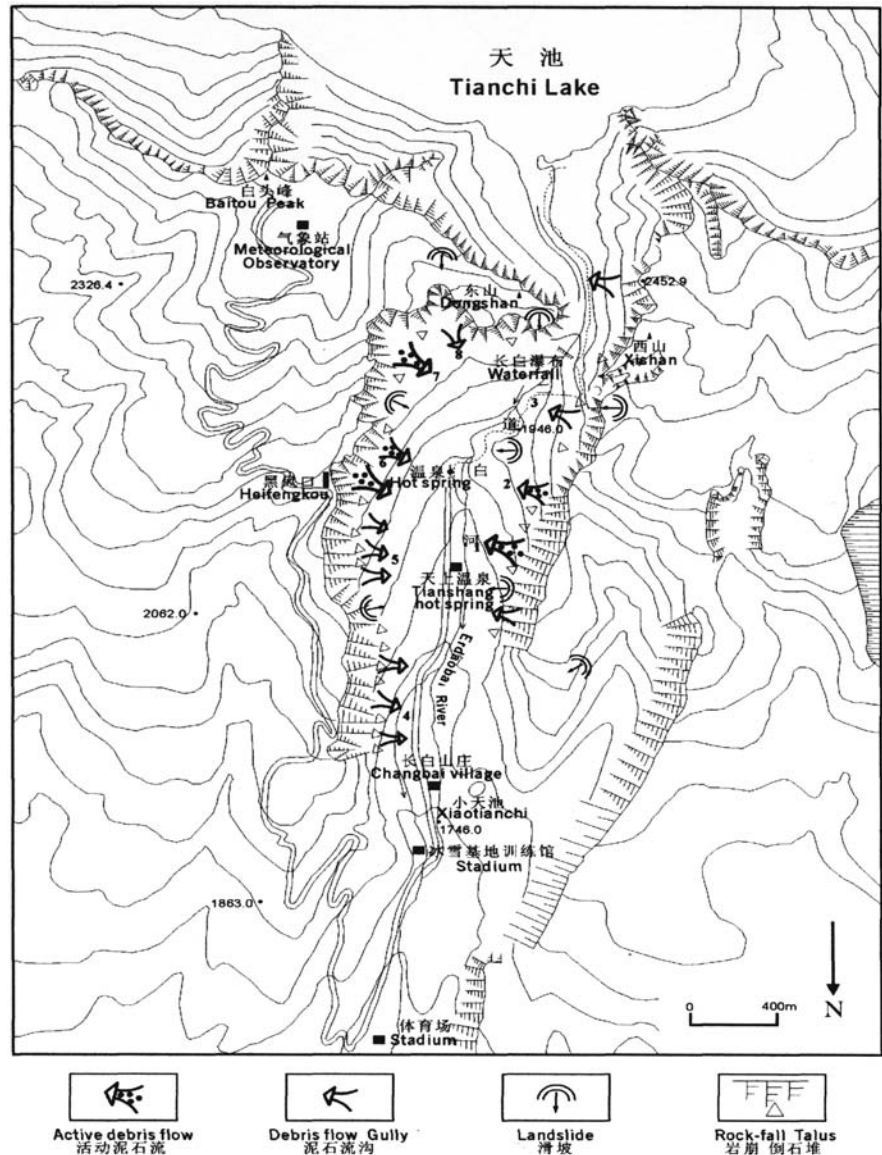 天池
Tianchi Lake
白头峰
Baitou Peak
气象站
Meteorological
Observatory
2326.4
东山
Dongshan
2452.9
西山
Xishan
长白瀑布
Waterfall
8
7
3
道
1946.0
6
黑风口
Heifengkou
温泉
Hot spring
白
2
河
1
5
天上温泉
Tianshang
hot spring
2062.0
Erdaobai
River
4
长白山庄
Changbai village
小天池
Xiaotianchi
1746.0
冰雪基地训练馆
Stadium
1863.0
体育场
Stadium
0 400m
N
Active debris flow
活动泥石流
Debris flow Gully
泥石流沟
Landslide
滑坡
Rock-fall Talus
岩崩 倒石堆